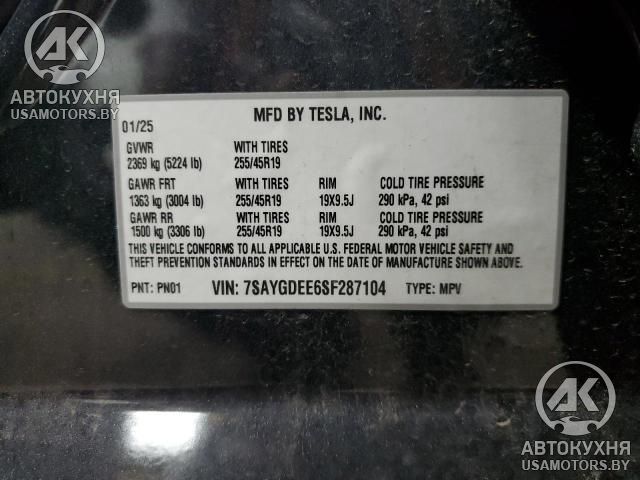 АК
АВТОКУХНЯ
USAMOTORS.BY
MFD BY TESLA, INC.
01/25
GVWR WITH TIRES
2369 kg (5224 lb) 255/45R19
GAWR FRT WITH TIRES RIM COLD TIRE PRESSURE
1363 kg (3004 lb) 255/45R19 19X9.5J 290 kPa, 42 psi
GAWR RR WITH TIRES RIM COLD TIRE PRESSURE
1500 kg (3306 lb) 255/45R19 19X9.5J 290 kPa, 42 psi
THIS VEHICLE CONFORMS TO ALL APPLICABLE U.S. FEDERAL MOTOR VEHICLE SAFETY AND
THEFT PREVENTION STANDARDS IN EFFECT ON THE DATE OF MANUFACTURE SHOWN ABOVE.
PNT: PN01 VIN: 7SAYGDEE6SF287104 TYPE: MPV
АК
АВТОКУХНЯ
USAMOTORS.BY